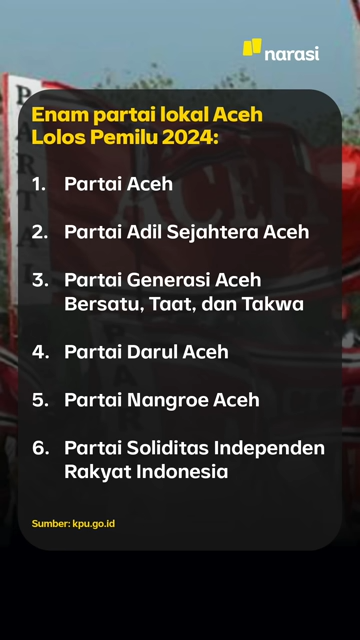 narasi
Enam partai lokal Aceh
Lolos Pemilu 2024:
1. Partai Aceh
2. Partai Adil Sejahtera Aceh
3. Partai Generasi Aceh
Bersatu, Taat, dan Takwa
4. Partai Darul Aceh
5. Partai Nangroe Aceh
6. Partai Soliditas Independen
Rakyat Indonesia
Sumber: kpu.go.id